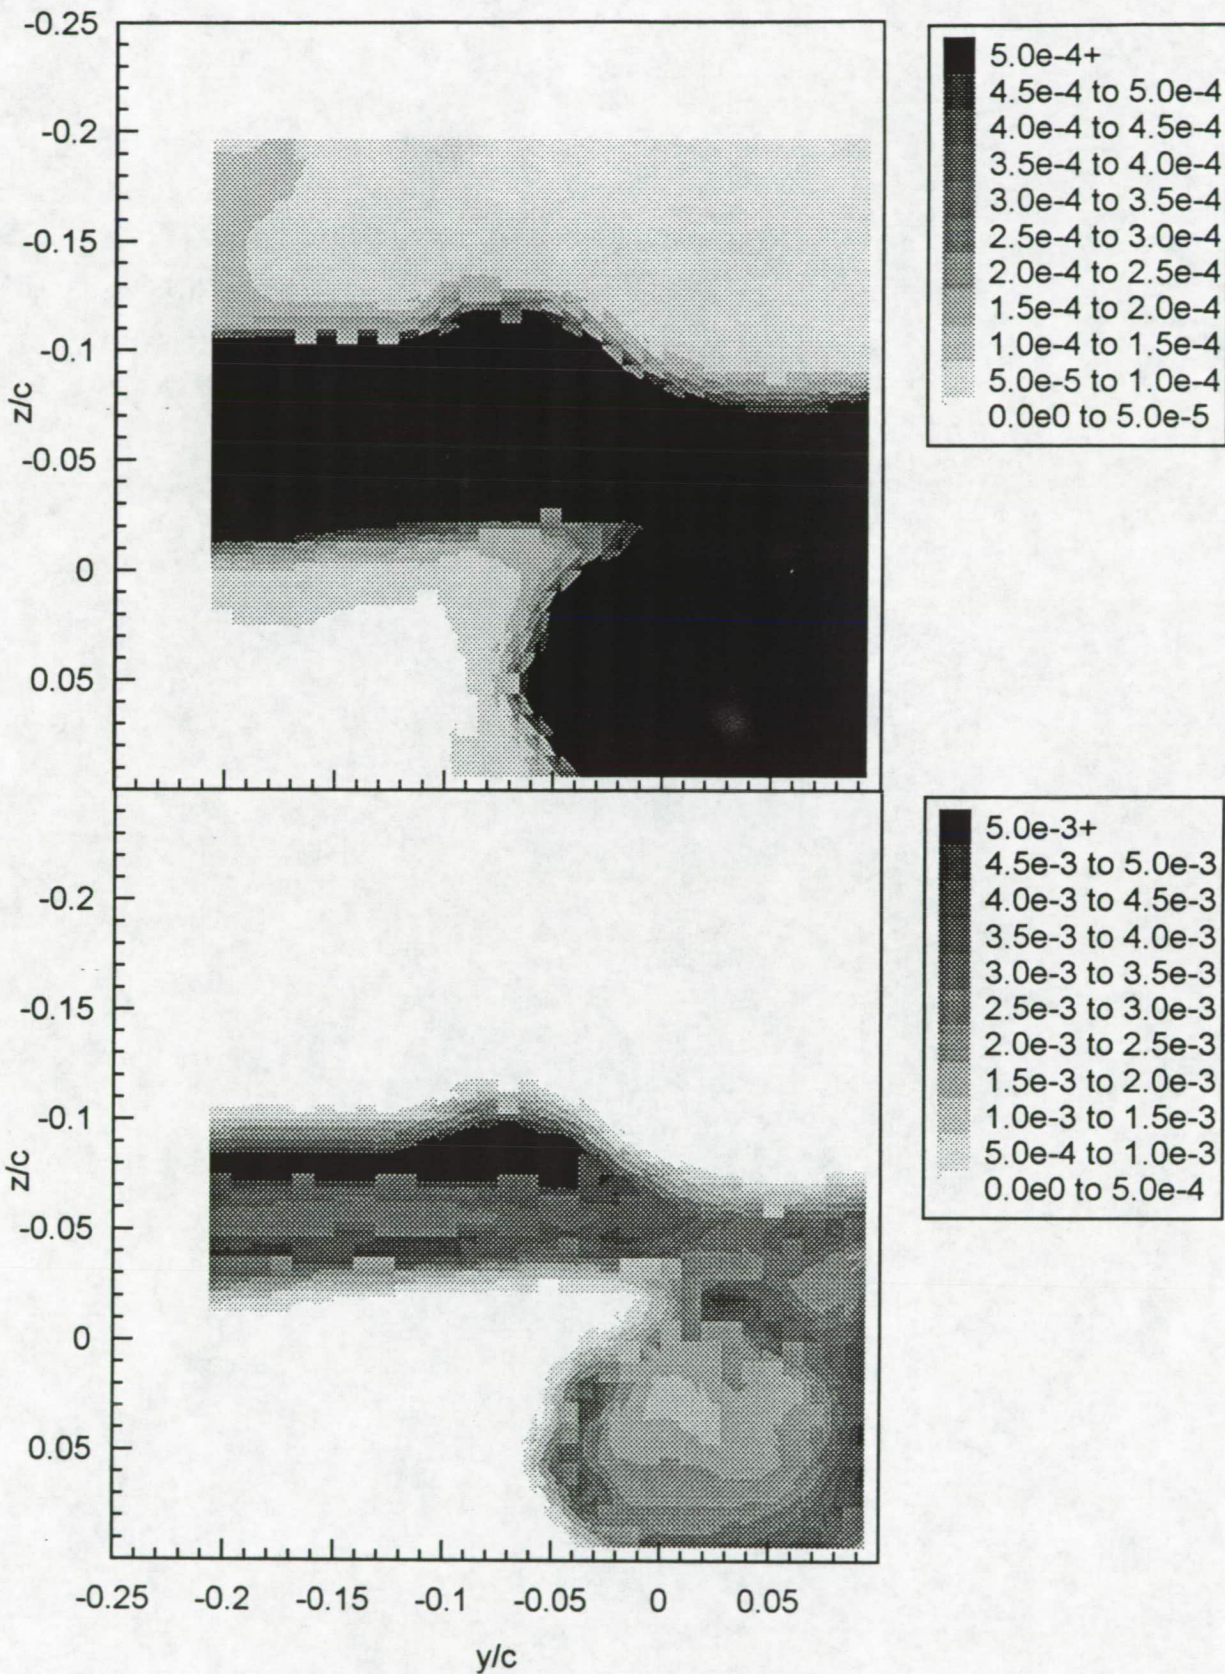 -0.25
-0.2
-0.15
-0.1
-0.05
0
0.05
z/c
5.0e-4+
4.5e-4 to 5.0e-4
4.0e-4 to 4.5e-4
3.5e-4 to 4.0e-4
3.0e-4 to 3.5e-4
2.5e-4 to 3.0e-4
2.0e-4 to 2.5e-4
1.5e-4 to 2.0e-4
1.0e-4 to 1.5e-4
5.0e-5 to 1.0e-4
0.0e0 to 5.0e-5
-0.2
-0.15
-0.1
-0.05
0
0.05
z/c
5.0e-3+
4.5e-3 to 5.0e-3
4.0e-3 to 4.5e-3
3.5e-3 to 4.0e-3
3.0e-3 to 3.5e-3
2.5e-3 to 3.0e-3
2.0e-3 to 2.5e-3
1.5e-3 to 2.0e-3
1.0e-3 to 1.5e-3
5.0e-4 to 1.0e-3
0.0e0 to 5.0e-4
-0.25 -0.2 -0.15 -0.1 -0.05 0 0.05
y/c